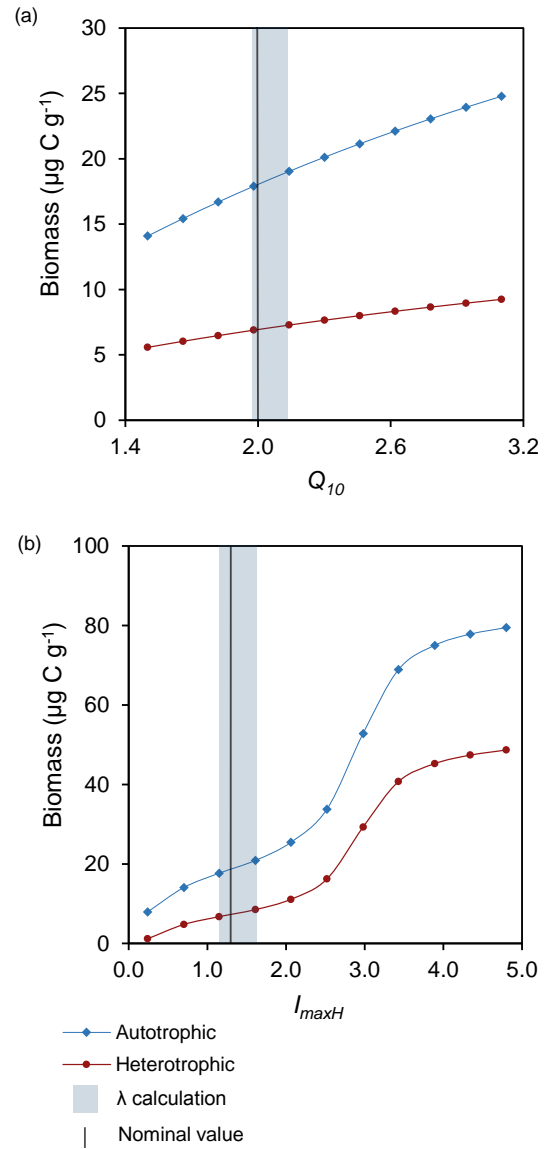 (a)
30
25
20
15
10
5
0
Biomass (µg C g⁻¹)
1.4 2.0 2.6 3.2
Q₁₀
(b)
100
80
60
40
20
0
Biomass (µg C g⁻¹)
0.0 1.0 2.0 3.0 4.0 5.0
I_maxH
Autotrophic
Heterotrophic
λ calculation
Nominal value